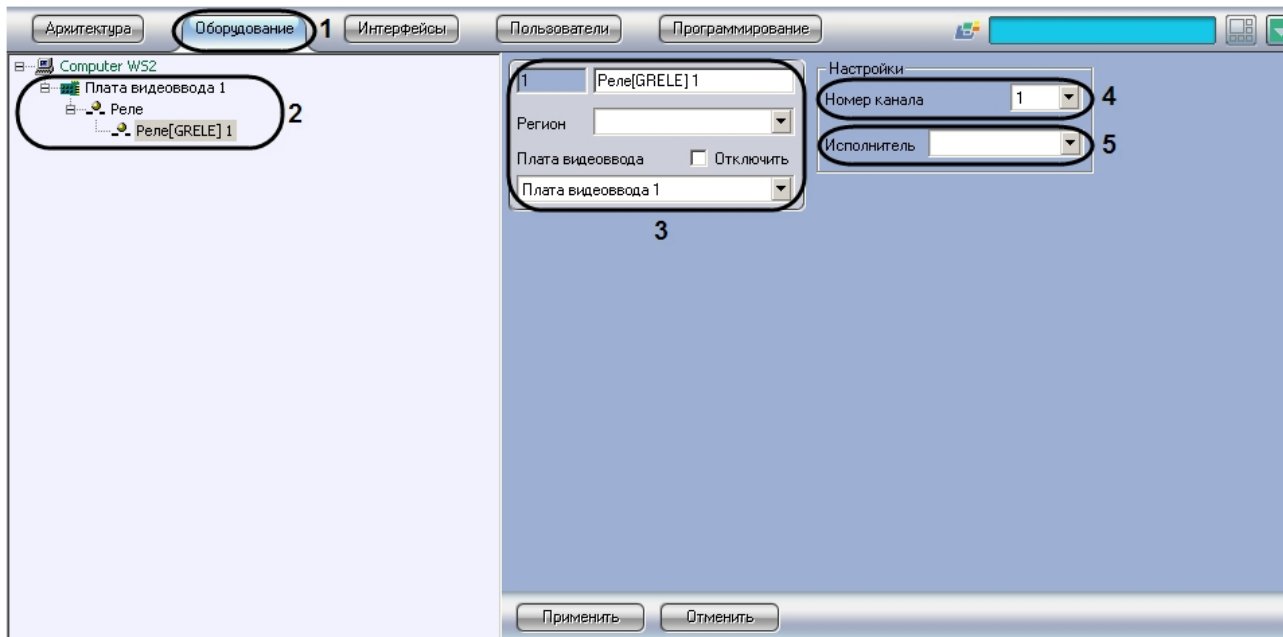 Архитектура
Оборудование
1
Интерфейсы
Пользователи
Программирование
Computer WS2
Плата видеоввода 1
Реле
Реле[GRELE] 1
2
1
Реле[GRELE] 1
Регион
Плата видеоввода
Отключить
Плата видеоввода 1
3
Настройки
Номер канала
1
4
Исполнитель
5
Применить
Отменить